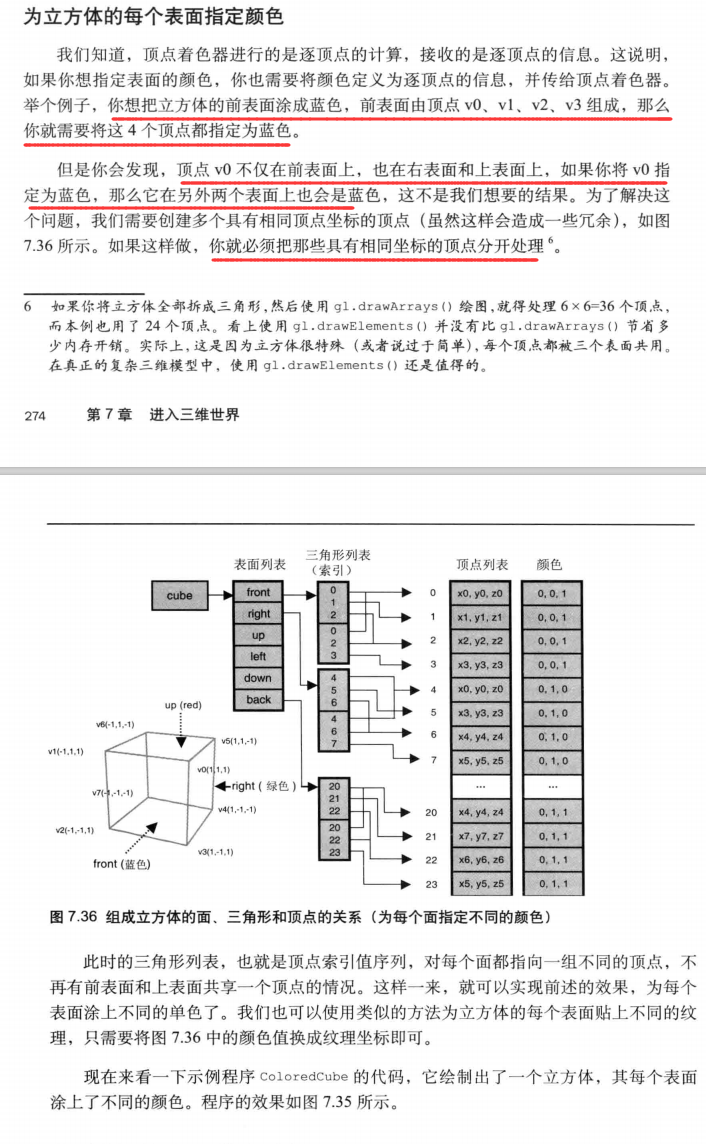 为立方体的每个表面指定颜色
我们知道，顶点着色器进行的是逐顶点的计算，接收的是逐顶点的信息。这说明，
如果你想指定表面的颜色，你也需要将颜色定义为逐顶点的信息，并传给顶点着色器。
举个例子，你想把立方体的前表面涂成蓝色，前表面由顶点 v0、v1、v2、v3 组成，那么
你就需要将这 4 个顶点都指定为蓝色。
但是你会发现，顶点 v0 不仅在前表面上，也在右表面和上表面上，如果你将 v0 指
定为蓝色，那么它在另外两个表面上也会是蓝色，这不是我们想要的结果。为了解决这
个问题，我们需要创建多个具有相同顶点坐标的顶点（虽然这样会造成一些冗余），如图
7.36 所示。如果这样做，你就必须把那些具有相同坐标的顶点分开处理 6。
6 如果你将立方体全部拆成三角形,然后使用 gl.drawArrays() 绘图,就得处理 6×6=36 个顶点,
而本例也用了 24 个顶点。看上使用 gl.drawElements() 并没有比 gl.drawArrays() 节省多
少内存开销。实际上,这是因为立方体很特殊（或者说过于简单）,每个顶点都被三个表面共用。
在真正的复杂三维模型中，使用 gl.drawElements() 还是值得的。
274 第 7 章 进入三维世界
表面列表
三角形列表
（索引）
顶点列表
颜色
cube
front
right
up
left
down
back
0
1
2
0
2
3
4
5
6
4
6
7
20
21
22
20
22
23
0 x0, y0, z0 0, 0, 1
1 x1, y1, z1 0, 0, 1
2 x2, y2, z2 0, 0, 1
3 x3, y3, z3 0, 0, 1
4 x0, y0, z0 0, 1, 0
5 x3, y3, z3 0, 1, 0
6 x4, y4, z4 0, 1, 0
7 x5, y5, z5 0, 1, 0
... ...
20 x4, y4, z4 0, 1, 1
21 x7, y7, z7 0, 1, 1
22 x6, y6, z6 0, 1, 1
23 x5, y5, z5 0, 1, 1
up (red)
v6(-1,1,-1)
v5(1,1,-1)
v1(-1,1,1)
v0(1,1,1)
right ( 绿色 )
v7(-1,-1,-1)
v4(1,-1,-1)
v2(-1,-1,1)
v3(1,-1,1)
front (蓝色)
图 7.36 组成立方体的面、三角形和顶点的关系（为每个面指定不同的颜色）
此时的三角形列表，也就是顶点索引值序列，对每个面都指向一组不同的顶点，不
再有前表面和上表面共享一个顶点的情况。这样一来，就可以实现前述的效果，为每个
表面涂上不同的单色了。我们也可以使用类似的方法为立方体的每个表面贴上不同的纹
理，只需要将图 7.36 中的颜色值换成纹理坐标即可。
现在来看一下示例程序 ColoredCube 的代码，它绘制出了一个立方体，其每个表面
涂上了不同的颜色。程序的效果如图 7.35 所示。